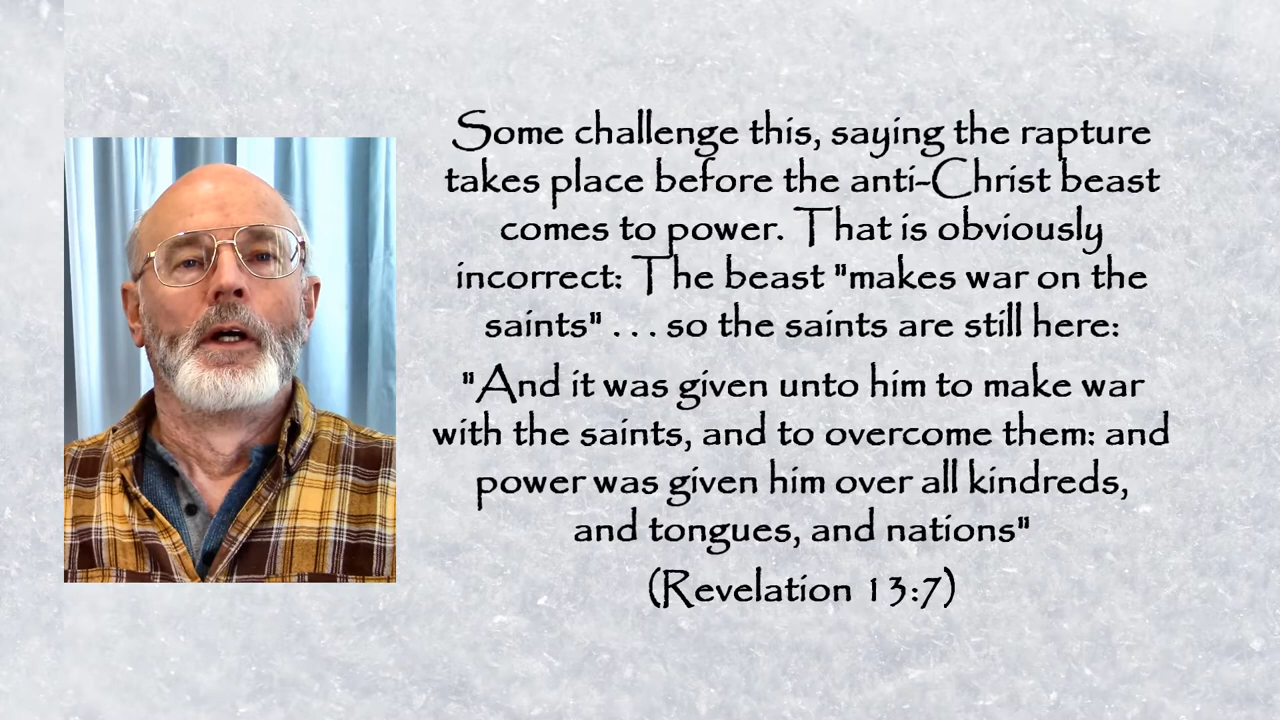 Some challenge this, saying the rapture
takes place before the anti-Christ beast
comes to power. That is obviously
incorrect: The beast "makes war on the
saints" . . . so the saints are still here:
"And it was given unto him to make war
with the saints, and to overcome them: and
power was given him over all kindreds,
and tongues, and nations"
(Revelation 13:7)